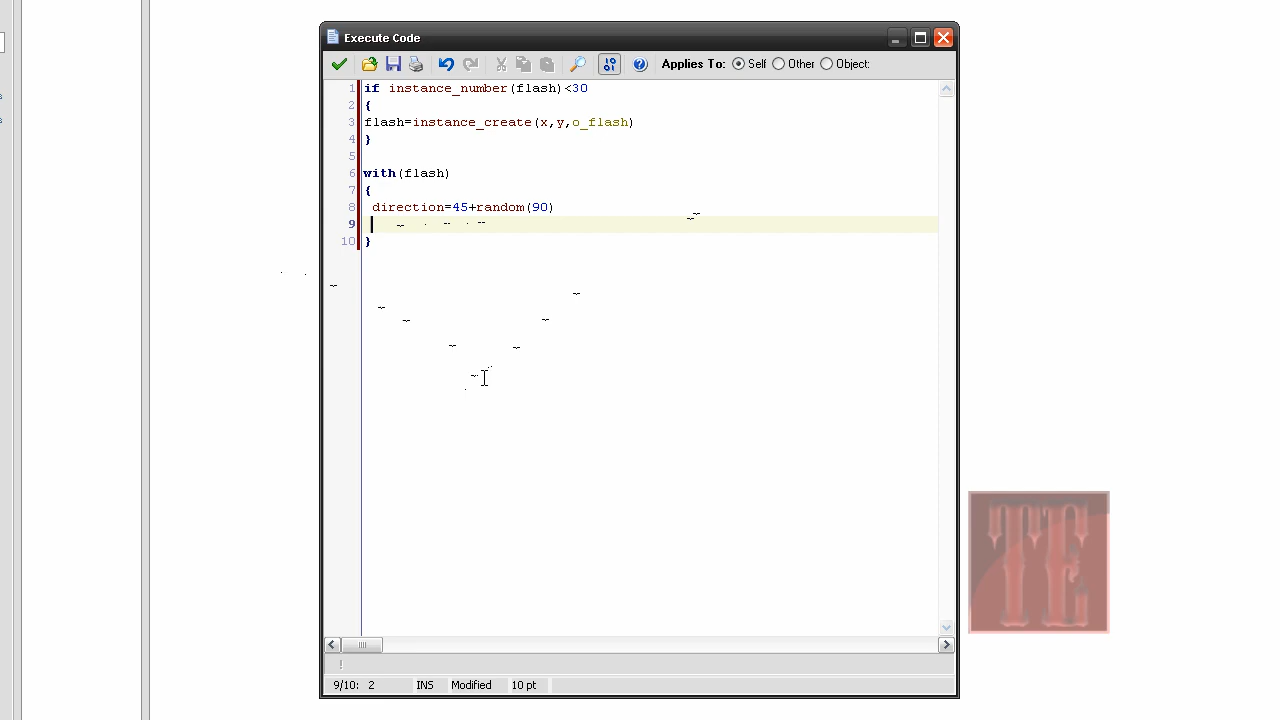 Execute Code
Applies To: Self Other Object:
1 if instance_number(flash)<30
2 {
3 flash=instance_create(x,y,o_flash)
4 }
5
6 with(flash)
7 {
8 direction=45+random(90)
9
10 }
TE
!
9/10: 2 INS Modified 10 pt